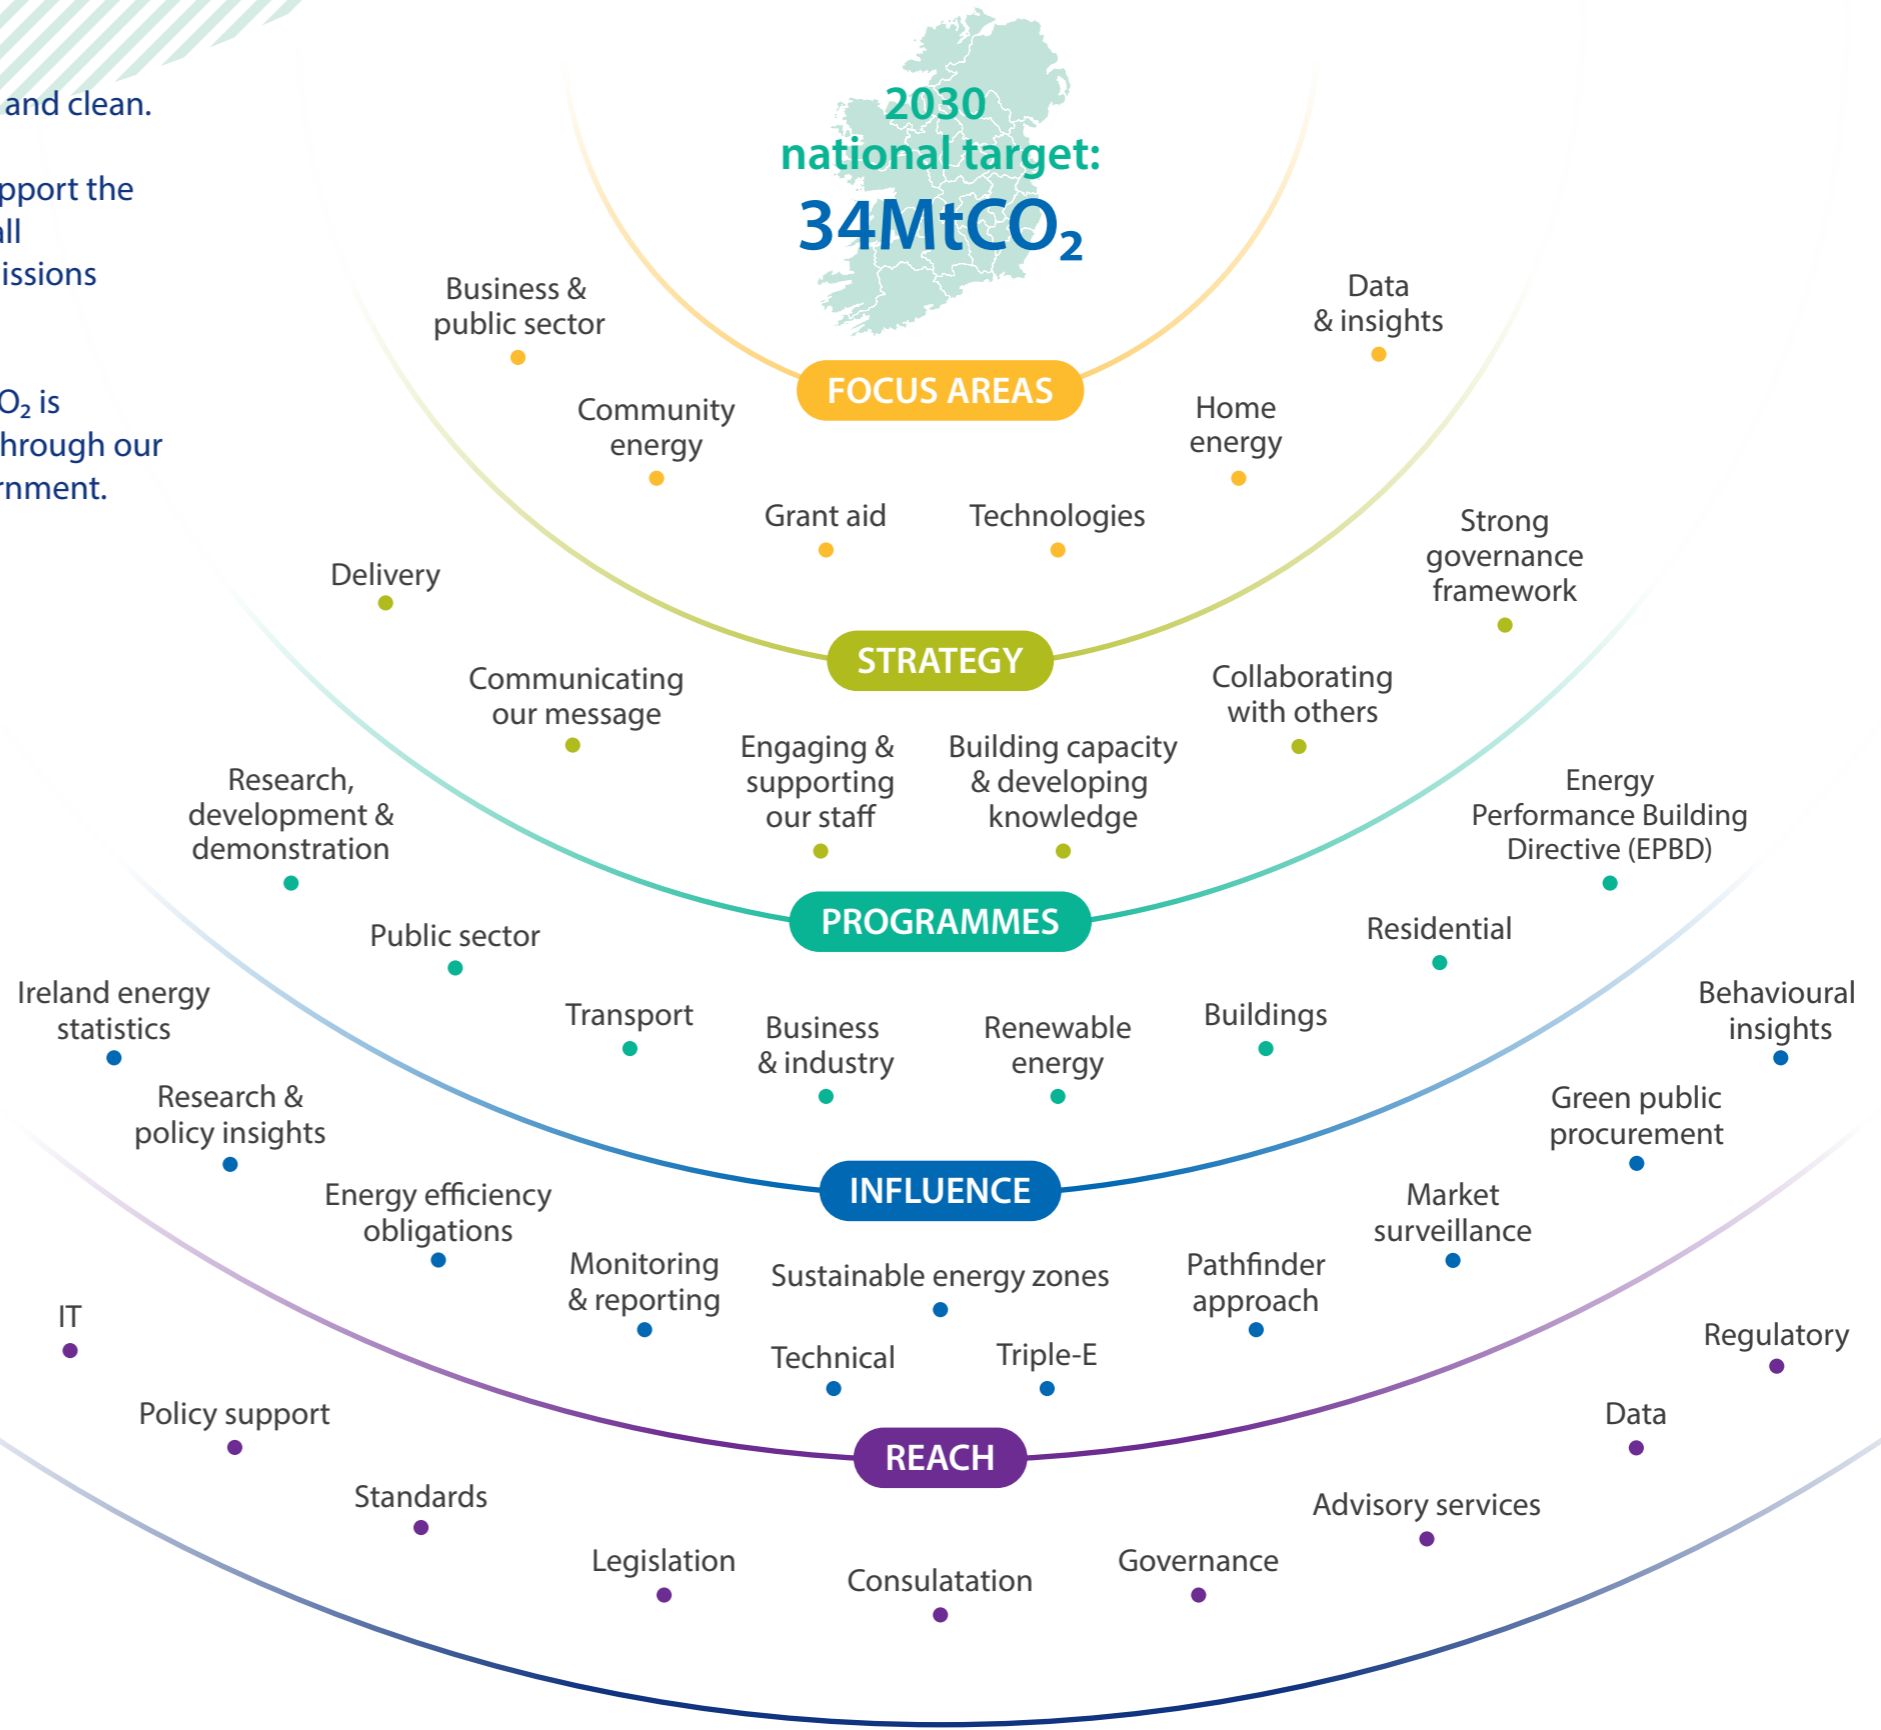 and clean.
pport the
all
issions
O₂ is
hrough our
rnment.
2030
national target:
34MtCO₂
FOCUS AREAS
Business &
public sector
Community
energy
Grant aid
Technologies
Home
energy
Data
& insights
STRATEGY
Delivery
Communicating
our message
Engaging &
supporting
our staff
Building capacity
& developing
knowledge
Collaborating
with others
Strong
governance
framework
PROGRAMMES
Research,
development &
demonstration
Public sector
Transport
Business
& industry
Renewable
energy
Buildings
Residential
Energy
Performance Building
Directive (EPBD)
INFLUENCE
Ireland energy
statistics
Research &
policy insights
Energy efficiency
obligations
Monitoring
& reporting
Sustainable energy zones
Technical
Triple-E
Pathfinder
approach
Market
surveillance
Green public
procurement
Behavioural
insights
REACH
IT
Policy support
Standards
Legislation
Consulatation
Governance
Advisory services
Data
Regulatory